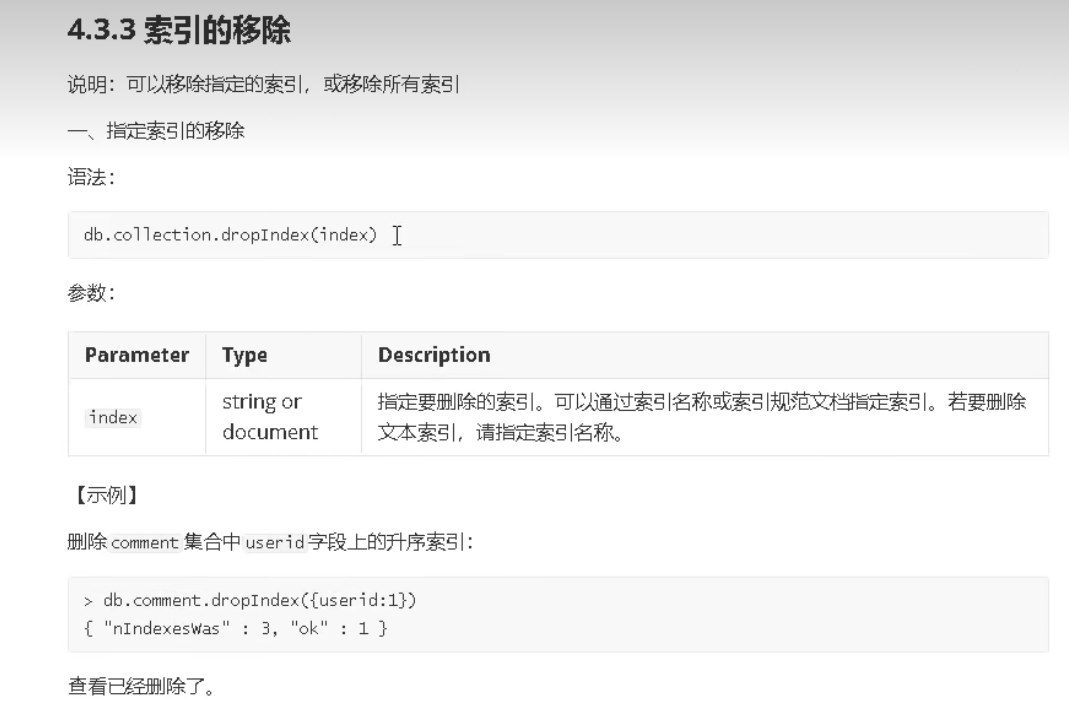 4.3.3 索引的移除
说明：可以移除指定的索引，或移除所有索引
一、指定索引的移除
语法：
db.collection.dropIndex(index)
参数：
Parameter Type Description
index string or document 指定要删除的索引。可以通过索引名称或索引规范文档指定索引。若要删除
文本索引，请指定索引名称。
【示例】
删除 comment 集合中 userid 字段上的升序索引：
> db.comment.dropIndex({userid:1})
{ "nIndexesWas" : 3, "ok" : 1 }
查看已经删除了。